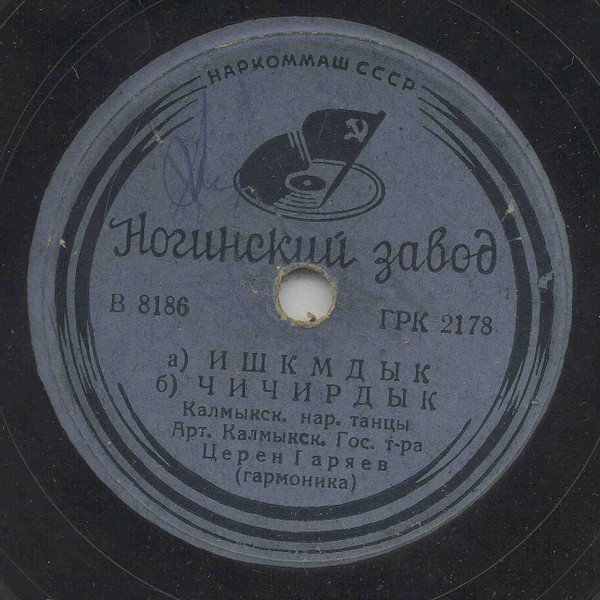 НАРКОММАШ СССР
Ногинский завод
В 8186
ГРК 2178
а) ИШКМДЫК
б) ЧИЧИРДЫК
Калмыкск. нар. танцы
Арт. Калмыкск. Гос. т-ра
Церен Гаряев
(гармоника)